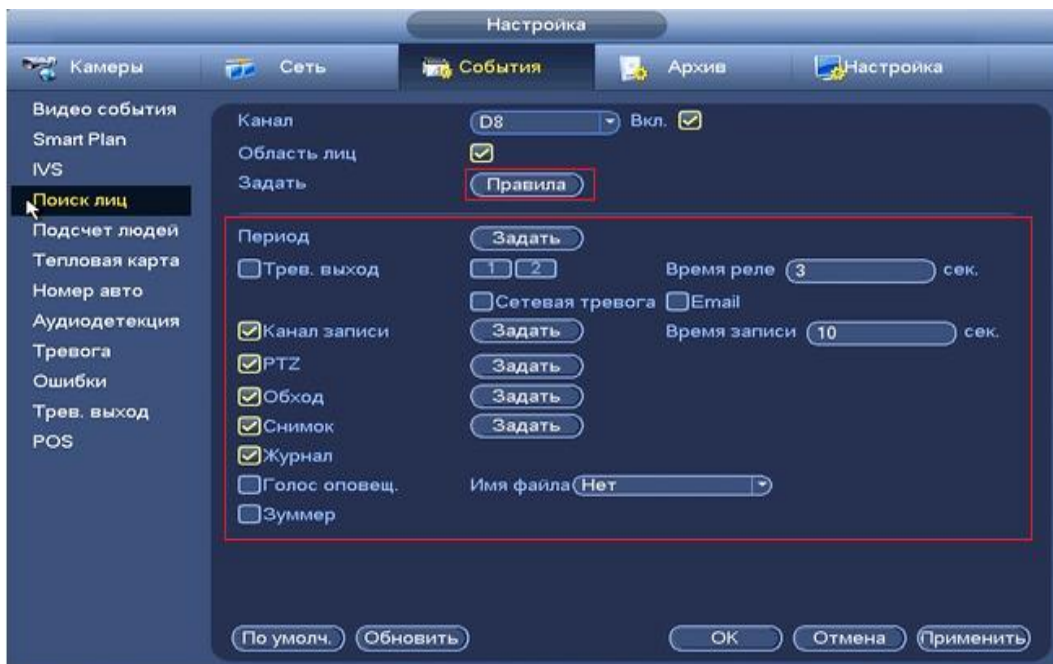 Настройка
Камеры Сеть События Архив Настройка
Видео события
Smart Plan
IVS
Поиск лиц
Подсчет людей
Тепловая карта
Номер авто
Аудиодетекция
Тревога
Ошибки
Трев. выход
POS
Канал D8 Вкл.
Область лиц
Задать Правила
Период Задать
Трев. выход 1 2 Время реле 3 сек.
Сетевая тревога Email
Канал записи Задать Время записи 10 сек.
PTZ Задать
Обход Задать
Снимок Задать
Журнал
Голос оповещ. Имя файла Нет
Зуммер
По умолч. Обновить OK Отмена Применить